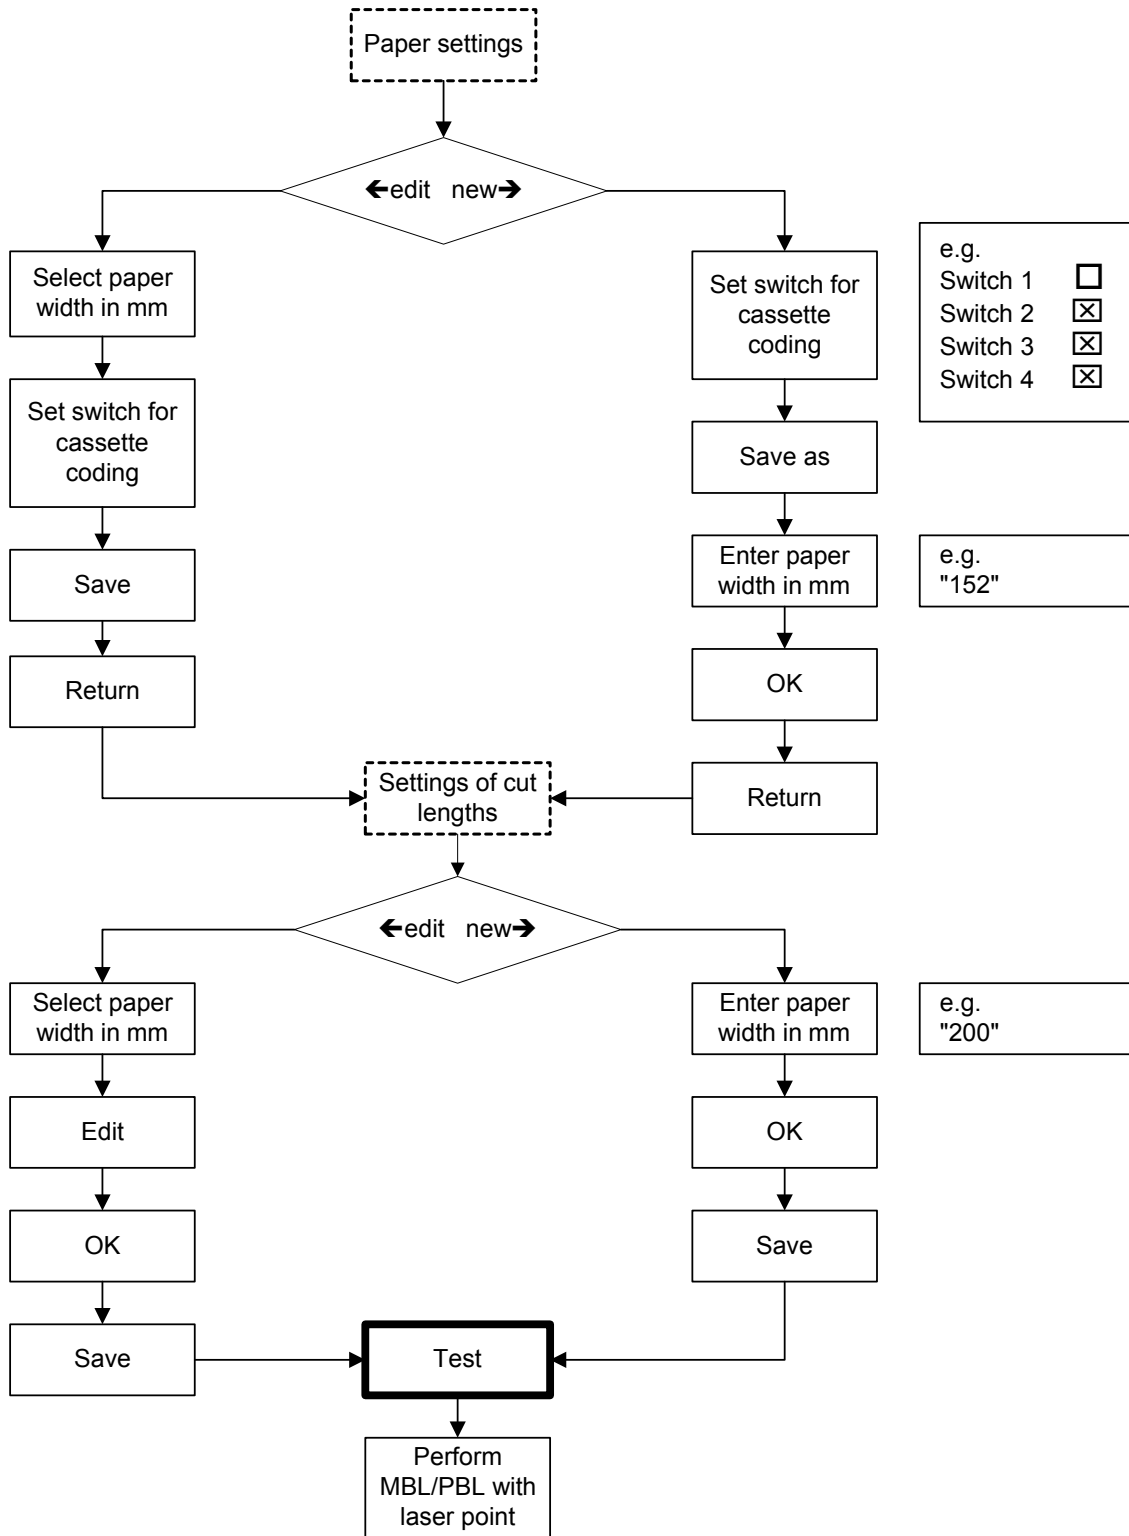 Paper settings
🡸edit new🡺
Select paper
width in mm
Set switch for
cassette
coding
Save
Return
Set switch for
cassette
coding
e.g.
Switch 1 ☐
Switch 2 ☒
Switch 3 ☒
Switch 4 ☒
Save as
Enter paper
width in mm
e.g.
"152"
OK
Return
Settings of cut
lengths
🡸edit new🡺
Select paper
width in mm
Edit
OK
Save
Enter paper
width in mm
e.g.
"200"
OK
Save
Test
Perform
MBL/PBL with
laser point